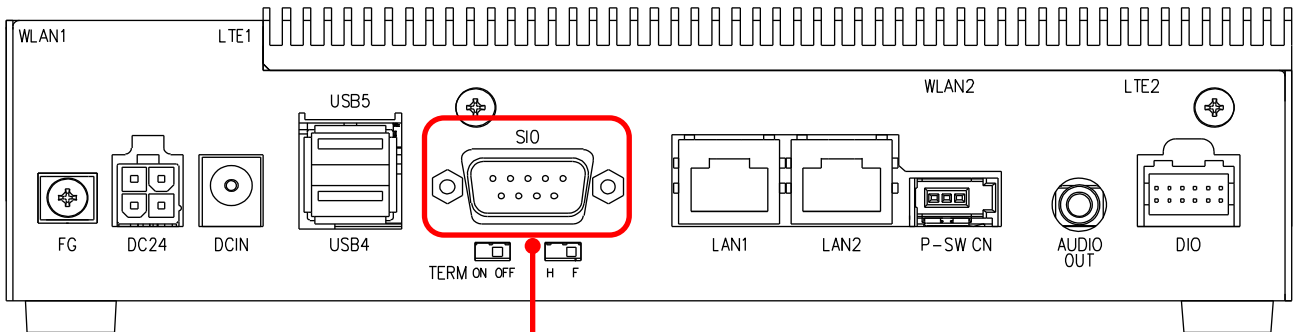 WLAN1
LTE1
USB5
SIO
WLAN2
LTE2
FG
DC24
DCIN
USB4
LAN1
LAN2
P-SW CN
AUDIO
OUT
DIO
TERM ON OFF
H F